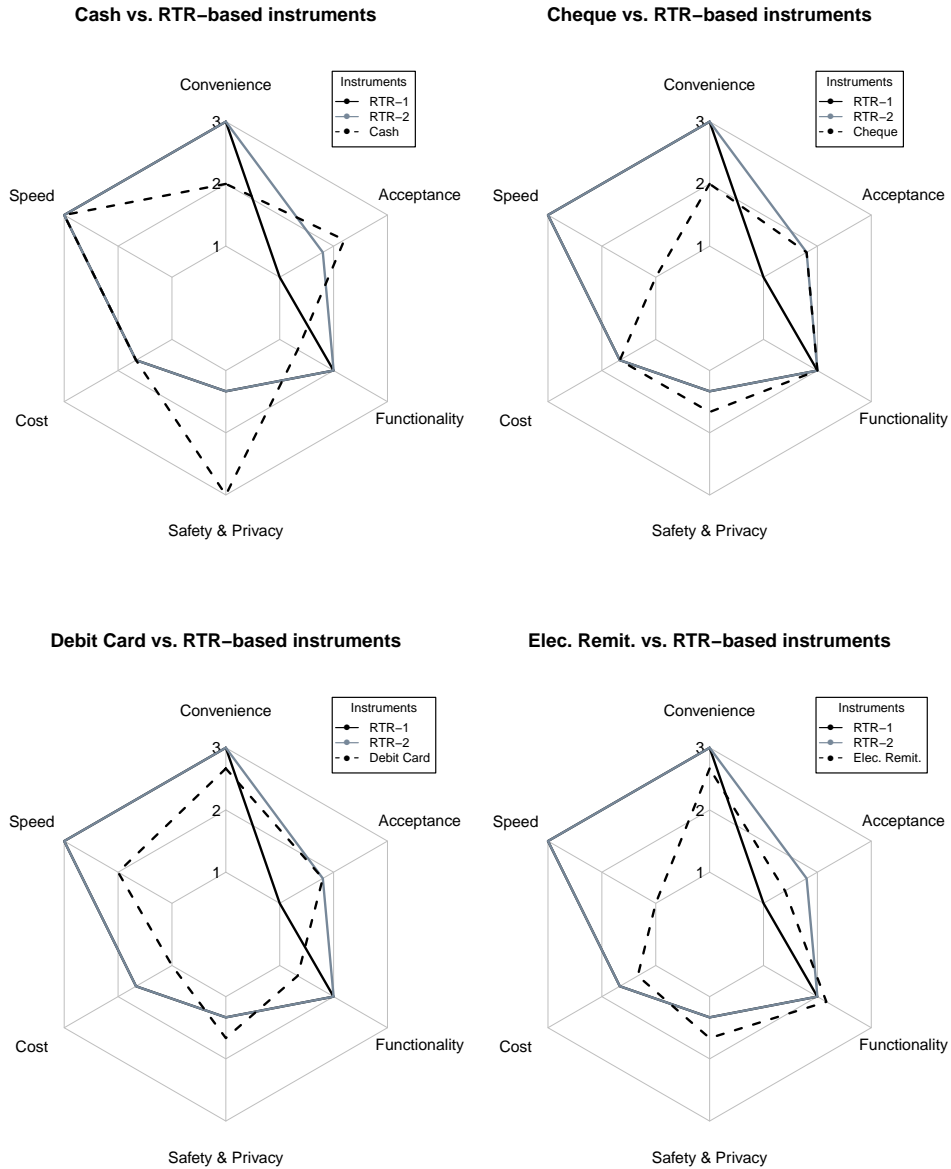 Cash vs. RTR−based instruments
Convenience
Instruments
RTR−1
RTR−2
Cash
3
2
1
Speed
Acceptance
Cost
Functionality
Safety & Privacy
Cheque vs. RTR−based instruments
Convenience
Instruments
RTR−1
RTR−2
Cheque
3
2
1
Speed
Acceptance
Cost
Functionality
Safety & Privacy
Debit Card vs. RTR−based instruments
Convenience
Instruments
RTR−1
RTR−2
Debit Card
3
2
1
Speed
Acceptance
Cost
Functionality
Safety & Privacy
Elec. Remit. vs. RTR−based instruments
Convenience
Instruments
RTR−1
RTR−2
Elec. Remit.
3
2
1
Speed
Acceptance
Cost
Functionality
Safety & Privacy